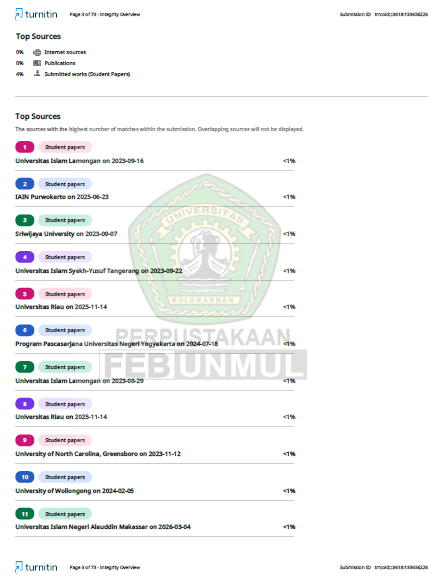 turnitin Page 3 of 73 - Integrity Overview Submission ID trn:oid:::3618:133656226
Top Sources
0% Internet sources
0% Publications
4% Submitted works (Student Papers)
Top Sources
The sources with the highest number of matches within the submission. Overlapping sources will not be displayed.
1 Student papers
Universitas Islam Lamongan on 2023-09-16 <1%
2 Student papers
IAIN Purwokerto on 2025-06-23 <1%
3 Student papers
Sriwijaya University on 2023-09-07 <1%
4 Student papers
Universitas Islam Syekh-Yusuf Tangerang on 2023-09-22 <1%
5 Student papers
Universitas Riau on 2025-11-14 <1%
6 Student papers
Program Pascasarjana Universitas Negeri Yogyakarta on 2024-07-18 <1%
7 Student papers
Universitas Islam Lamongan on 2023-08-29 <1%
8 Student papers
Universitas Riau on 2025-11-14 <1%
9 Student papers
University of North Carolina, Greensboro on 2023-11-12 <1%
10 Student papers
University of Wollongong on 2024-02-05 <1%
11 Student papers
Universitas Islam Negeri Alauddin Makassar on 2026-03-04 <1%
UNIVERSITAS
MULAWARMAN
PERPUSTAKAAN
FEB UNMUL
turnitin Page 3 of 73 - Integrity Overview Submission ID trn:oid:::3618:133656226